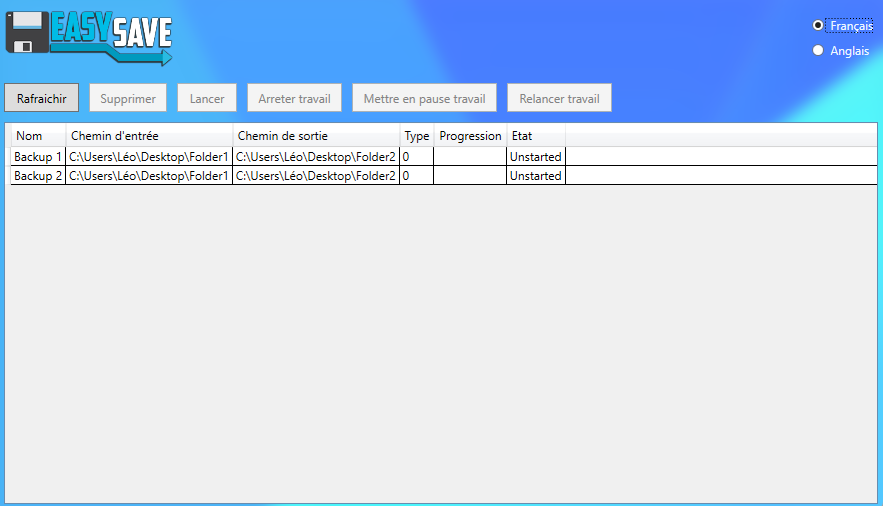 EASY SAVE
Français
Anglais
Rafraichir Supprimer Lancer Arreter travail Mettre en pause travail Relancer travail
Nom Chemin d'entrée Chemin de sortie Type Progression Etat
Backup 1 C:\Users\Léo\Desktop\Folder1 C:\Users\Léo\Desktop\Folder2 0 Unstarted
Backup 2 C:\Users\Léo\Desktop\Folder1 C:\Users\Léo\Desktop\Folder2 0 Unstarted